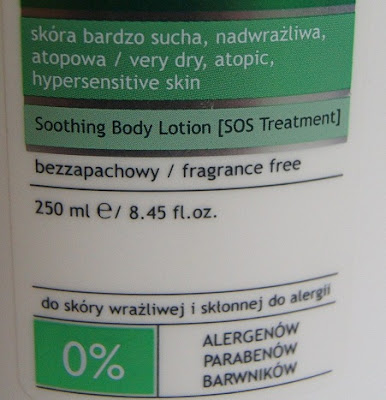 skóra bardzo sucha, nadwrażliwa,
atopowa / very dry, atopic,
hypersensitive skin
Soothing Body Lotion [SOS Treatment]
bezzapachowy / fragrance free
250 ml ℮/ 8.45 fl.oz.
do skóry wrażliwej i skłonnej do alergii
0%
ALERGENÓW
PARABENÓW
BARWNIKÓW